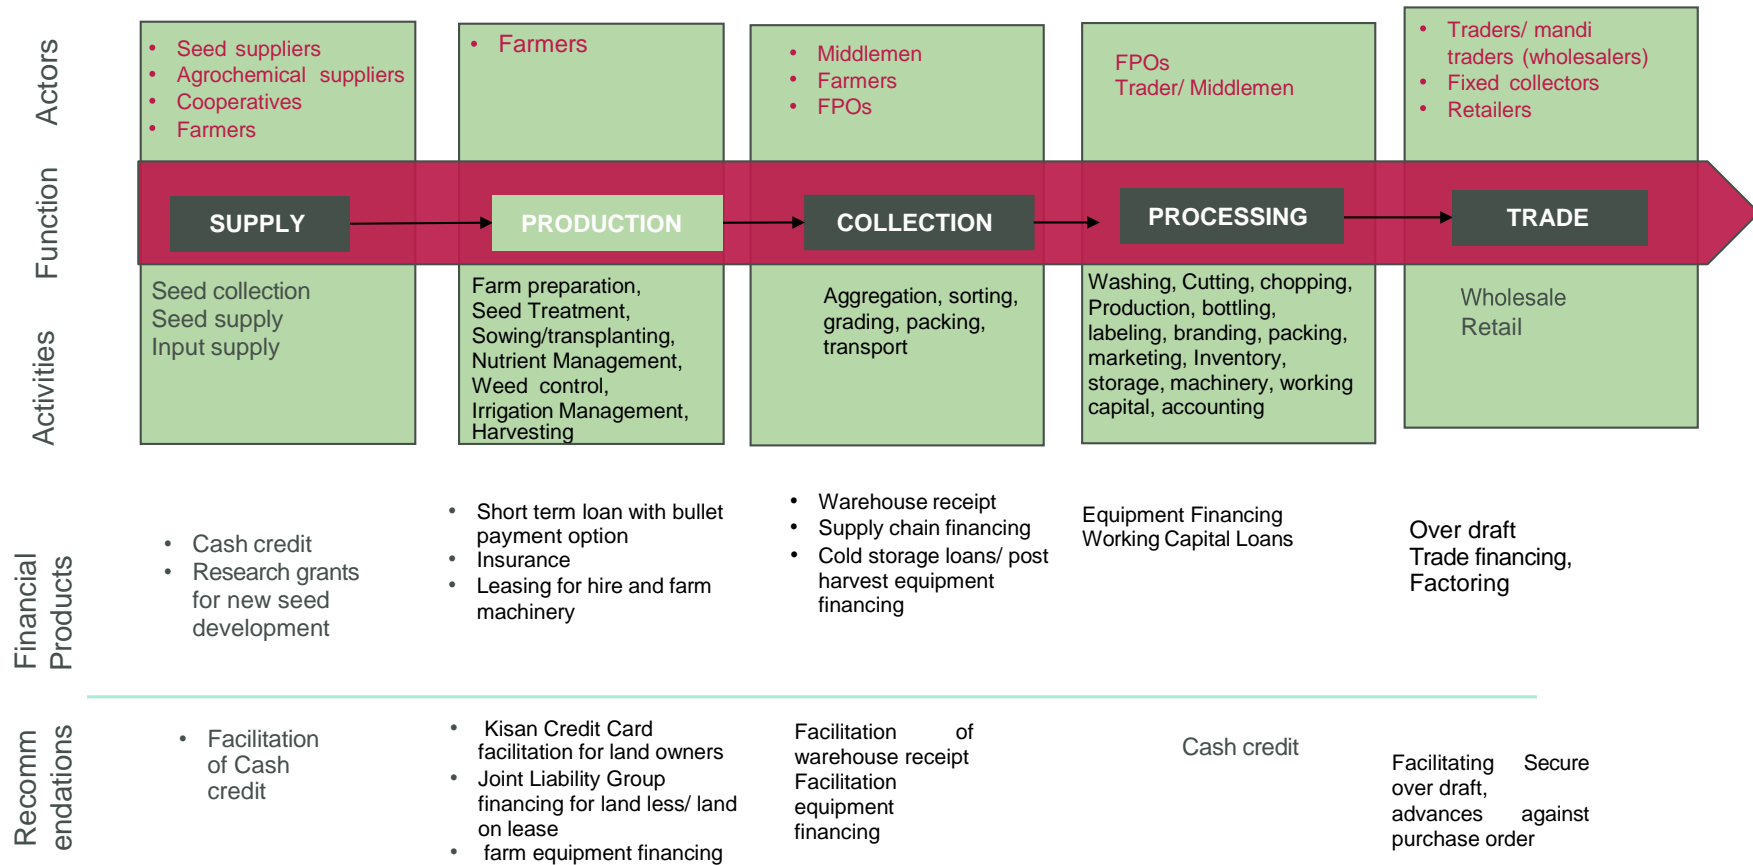 Actors
• Seed suppliers
• Agrochemical suppliers
• Cooperatives
• Farmers
• Farmers
• Middlemen
• Farmers
• FPOs
FPOs
Trader/ Middlemen
• Traders/ mandi
traders (wholesalers)
• Fixed collectors
• Retailers
Function
SUPPLY
PRODUCTION
COLLECTION
PROCESSING
TRADE
Activities
Seed collection
Seed supply
Input supply
Farm preparation,
Seed Treatment,
Sowing/transplanting,
Nutrient Management,
Weed control,
Irrigation Management,
Harvesting
Aggregation, sorting,
grading, packing,
transport
Washing, Cutting, chopping,
Production, bottling,
labeling, branding, packing,
marketing, Inventory,
storage, machinery, working
capital, accounting
Wholesale
Retail
Financial
Products
• Cash credit
• Research grants
for new seed
development
• Short term loan with bullet
payment option
• Insurance
• Leasing for hire and farm
machinery
• Warehouse receipt
• Supply chain financing
• Cold storage loans/ post
harvest equipment
financing
Equipment Financing
Working Capital Loans
Over draft
Trade financing,
Factoring
Recomm
endations
• Facilitation
of Cash
credit
• Kisan Credit Card
facilitation for land owners
• Joint Liability Group
financing for land less/ land
on lease
• farm equipment financing
Facilitation of
warehouse receipt
Facilitation
equipment
financing
Cash credit
Facilitating Secure
over draft,
advances against
purchase order